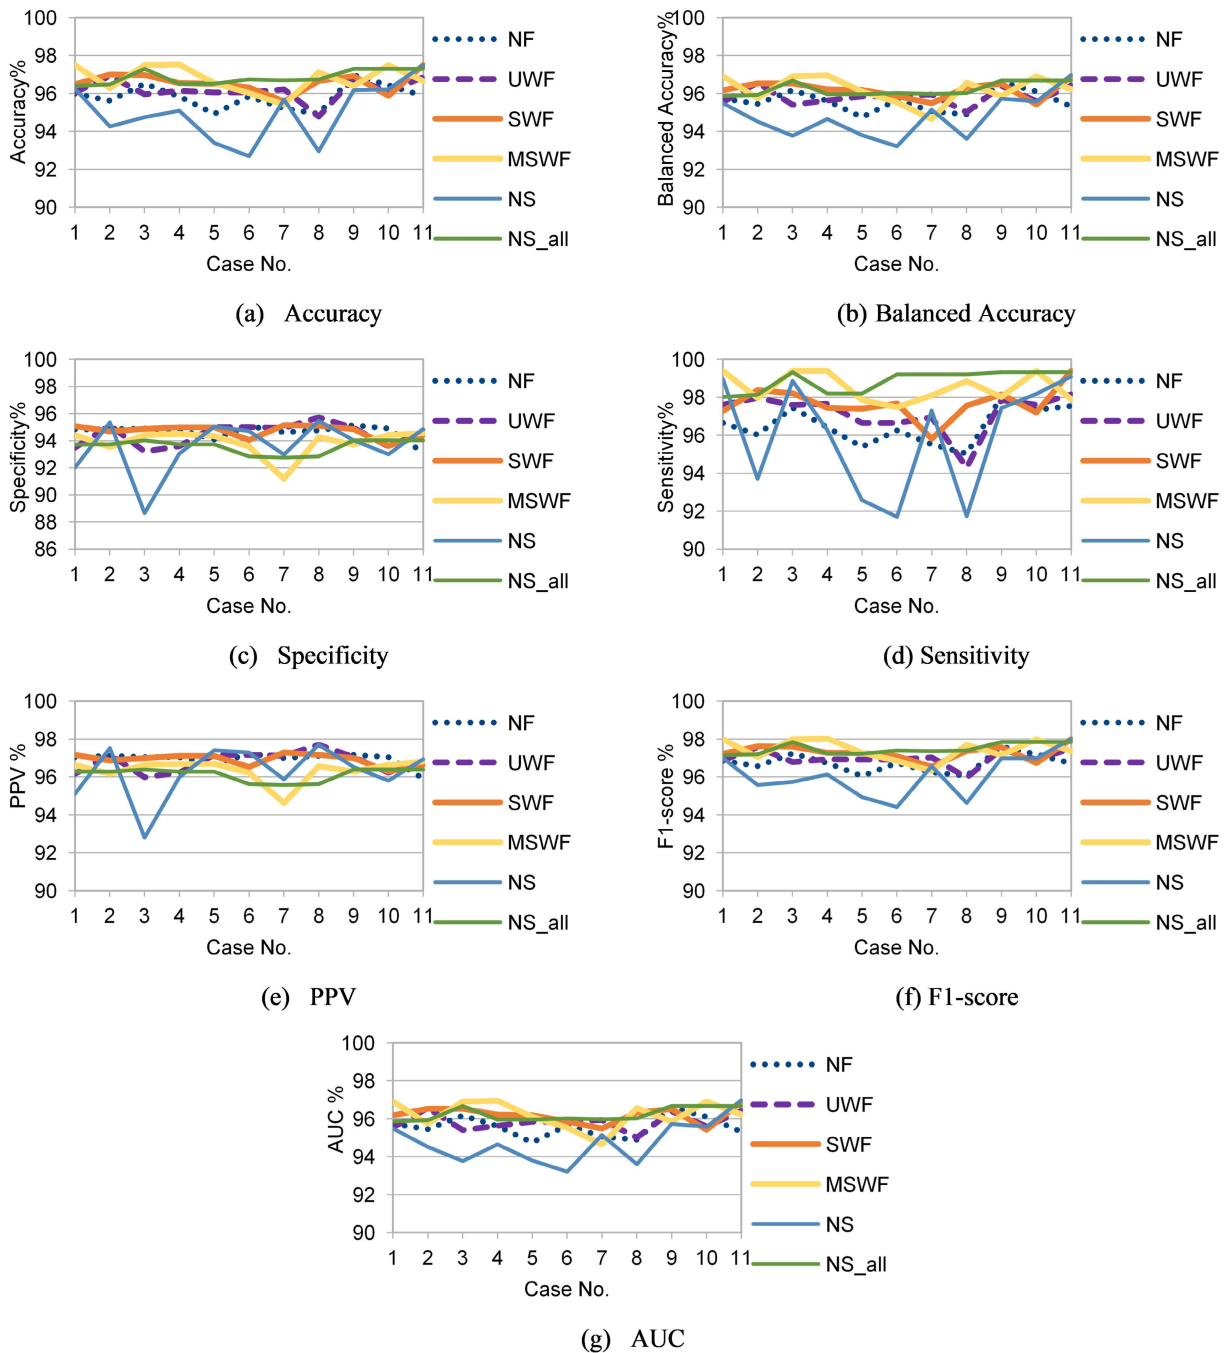 100
98
96
94
92
90
Accuracy%
1 2 3 4 5 6 7 8 9 10 11
Case No.
NF
UWF
SWF
MSWF
NS
NS_all
(a) Accuracy
100
98
96
94
92
90
Balanced Accuracy%
1 2 3 4 5 6 7 8 9 10 11
Case No.
NF
UWF
SWF
MSWF
NS
NS_all
(b) Balanced Accuracy
100
98
96
94
92
90
88
86
Specificity%
1 2 3 4 5 6 7 8 9 10 11
Case No.
NF
UWF
SWF
MSWF
NS
NS_all
(c) Specificity
100
98
96
94
92
90
Sensitivity%
1 2 3 4 5 6 7 8 9 10 11
Case No.
NF
UWF
SWF
MSWF
NS
NS_all
(d) Sensitivity
100
98
96
94
92
90
PPV %
1 2 3 4 5 6 7 8 9 10 11
Case No.
NF
UWF
SWF
MSWF
NS
NS_all
(e) PPV
100
98
96
94
92
90
F1-score %
1 2 3 4 5 6 7 8 9 10 11
Case No.
NF
UWF
SWF
MSWF
NS
NS_all
(f) F1-score
100
98
96
94
92
90
AUC %
1 2 3 4 5 6 7 8 9 10 11
Case No.
NF
UWF
SWF
MSWF
NS
NS_all
(g) AUC